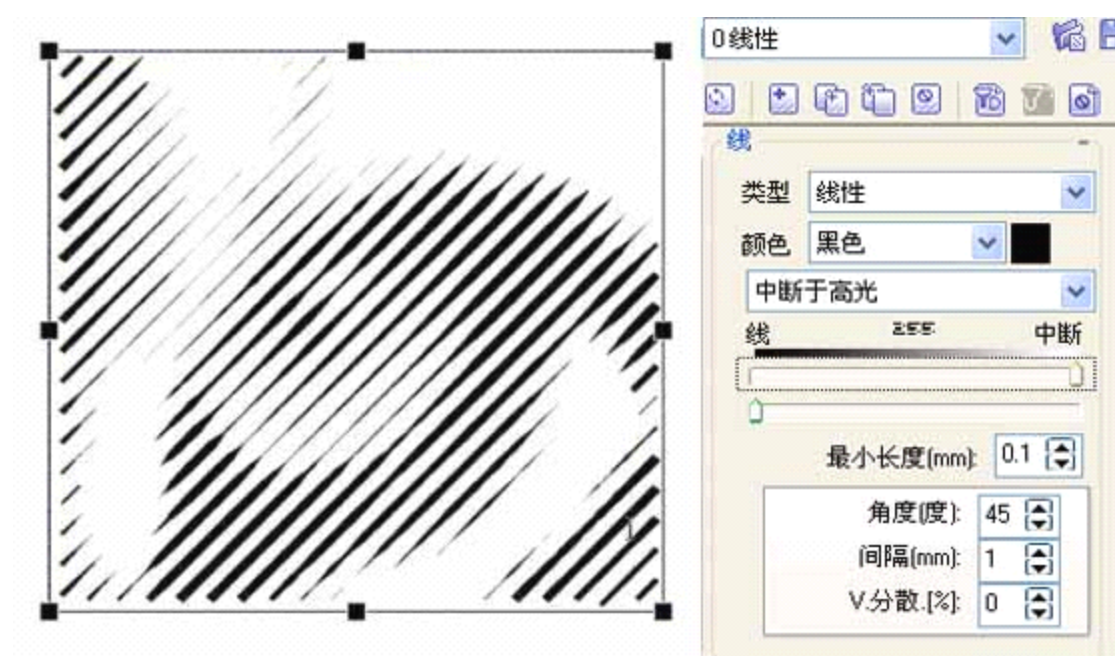 0线性
线
类型 线性
颜色 黑色
中断于高光
线 255 中断
最小长度(mm): 0.1
角度(度): 45
间隔(mm): 1
V.分散.[%]: 0